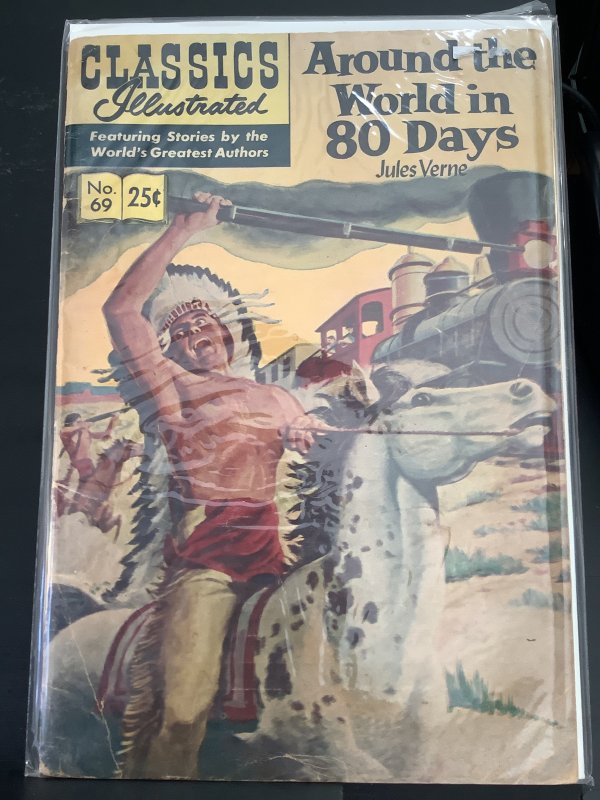 CLASSICS
Illustrated
Featuring Stories by the
World's Greatest Authors
No.
69
25¢
Around the
World in
80 Days
Jules Verne